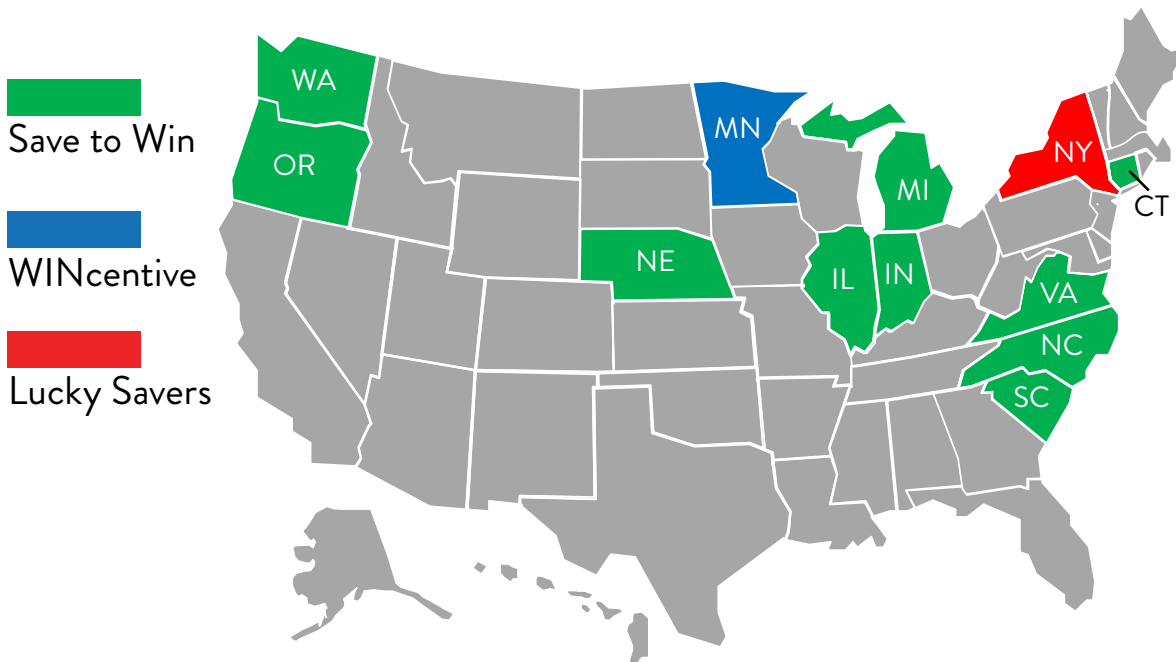 Save to Win
WINcentive
Lucky Savers
WA
OR
MN
MI
NY
CT
NE
IL
IN
VA
NC
SC